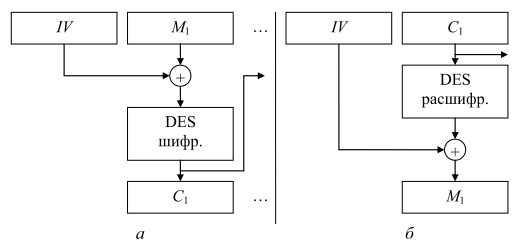 IV M₁ ... IV C₁
+
DES
шифр.
DES
расшифр.
+
C₁ ... M₁
а б